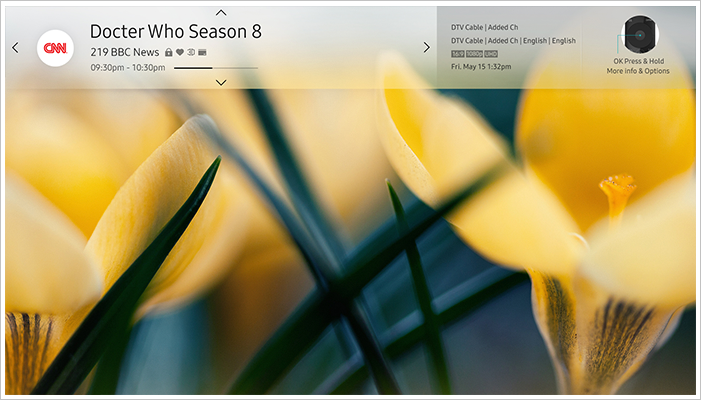 Docter Who Season 8
CNN
219 BBC News
09:30pm - 10:30pm
DTV Cable | Added Ch
DTV Cable | Added Ch | English | English
16:9 1080p UHD
Fri, May 15 1:32pm
OK Press & Hold
More Info & Options